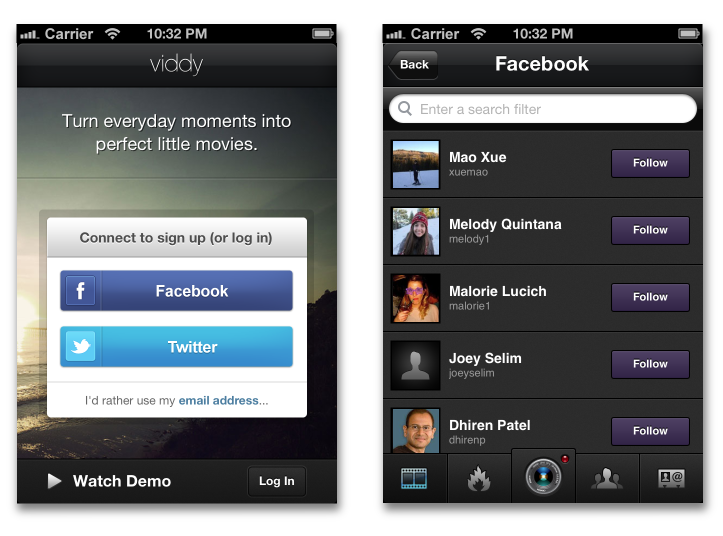 Carrier 10:32 PM
viddy
Turn everyday moments into
perfect little movies.
Connect to sign up (or log in)
f Facebook
Twitter
I'd rather use my email address...
Watch Demo
Log In
Carrier 10:32 PM
Back
Facebook
Enter a search filter
Mao Xue
xuemao
Follow
Melody Quintana
melody1
Follow
Malorie Lucich
malorie1
Follow
Joey Selim
joeyselim
Follow
Dhiren Patel
dhirenp
Follow